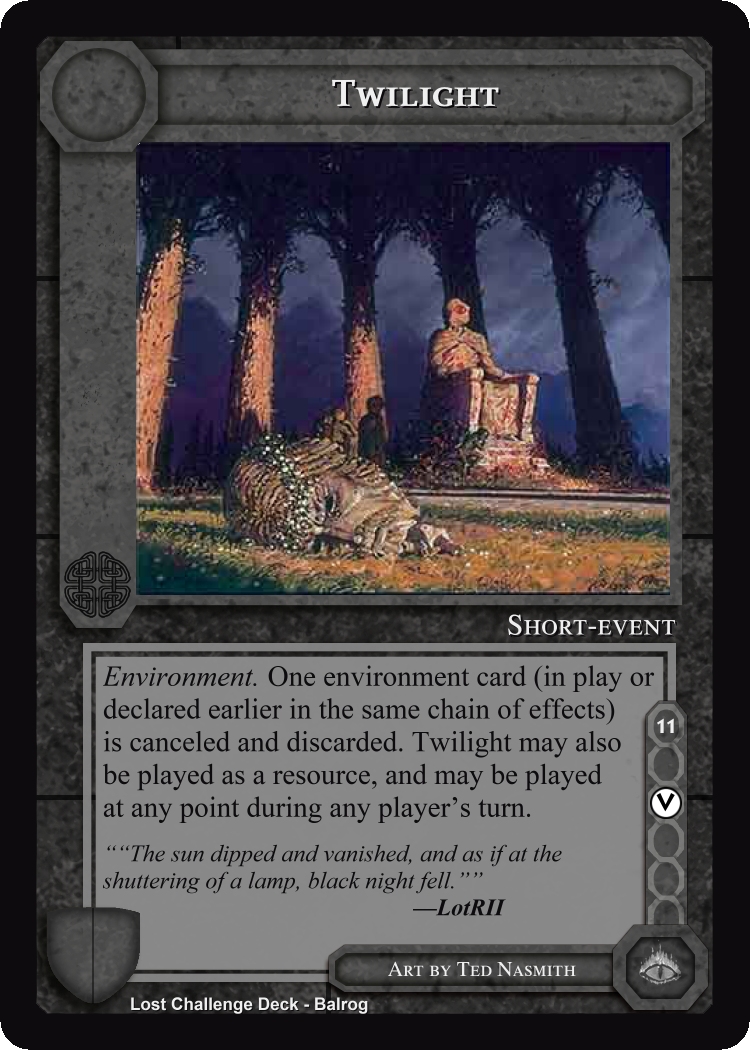 Twilight
Short-event
Environment. One environment card (in play or
declared earlier in the same chain of effects)
is canceled and discarded. Twilight may also
be played as a resource, and may be played
at any point during any player's turn.
11
V
““The sun dipped and vanished, and as if at the
shuttering of a lamp, black night fell.””
—LotRII
Art by Ted Nasmith
Lost Challenge Deck - Balrog